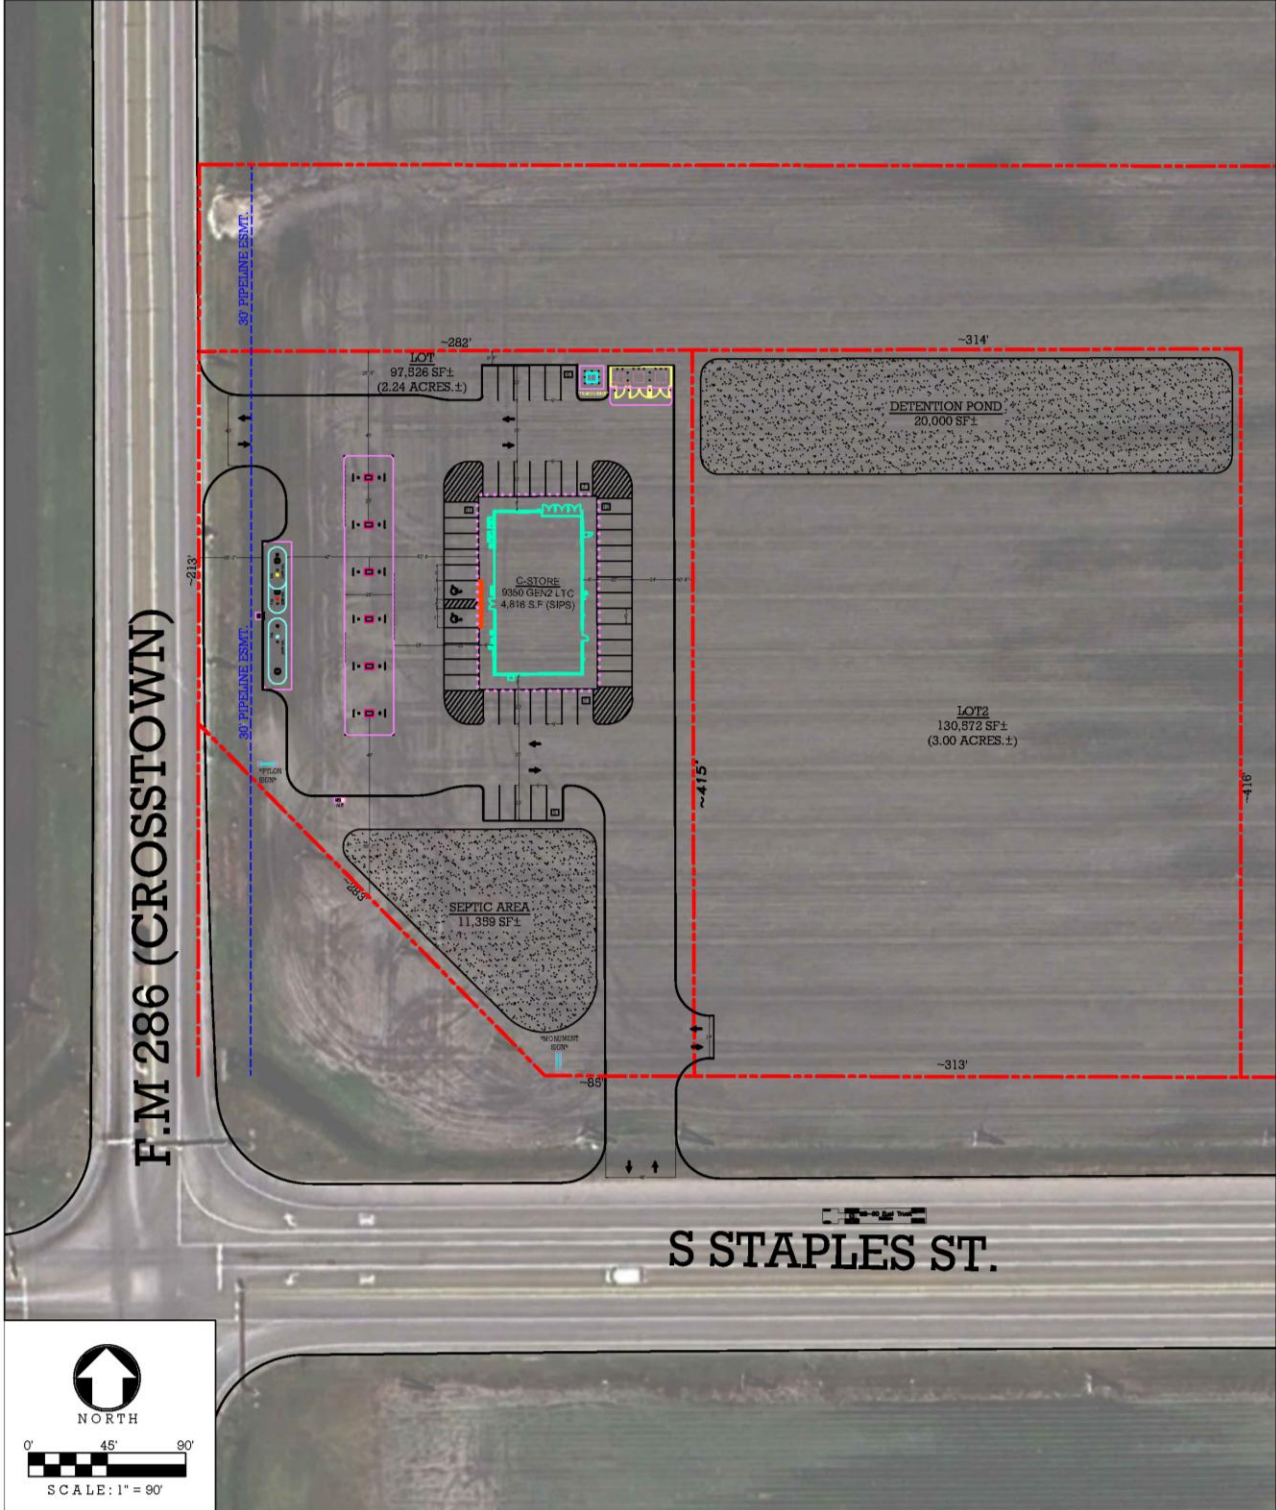 30' PIPELINE ESMT.
~282'
~314'
LOT
97,526 SF±
(2.24 ACRES.±)
DETENTION POND
20,000 SF±
~213'
C-STORE
9350 GEN2 LTC
4,816 S.F (SIPS)
30' PIPELINE ESMT.
F.M 286 (CROSSTOWN)
LOT2
130,572 SF±
(3.00 ACRES.±)
"PYLON
SIGN"
~415'
~416'
~283'
SEPTIC AREA
11,359 SF±
"MONUMENT
SIGN"
~313'
~85'
S STAPLES ST.
NORTH
0' 45' 90'
SCALE: 1" = 90'